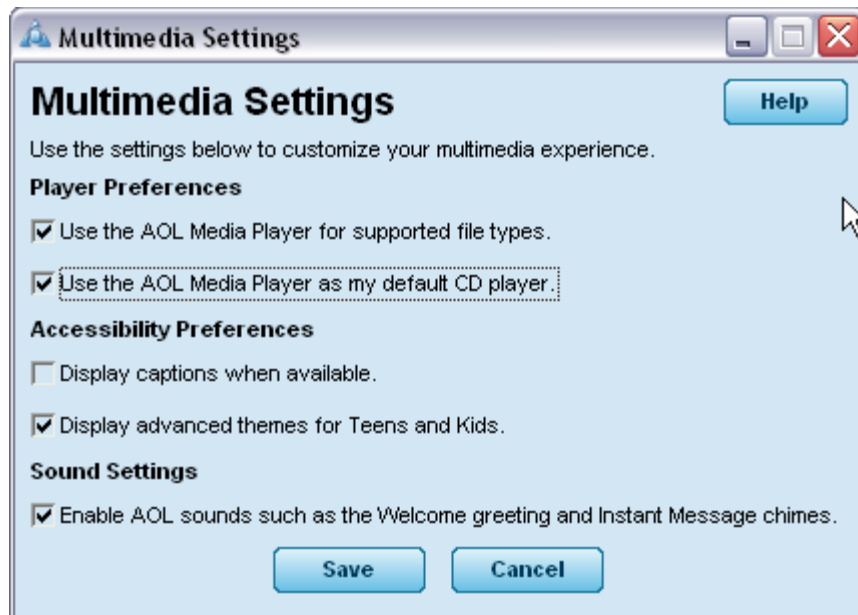 Multimedia Settings
Multimedia Settings
Help
Use the settings below to customize your multimedia experience.
Player Preferences
Use the AOL Media Player for supported file types.
Use the AOL Media Player as my default CD player.
Accessibility Preferences
Display captions when available.
Display advanced themes for Teens and Kids.
Sound Settings
Enable AOL sounds such as the Welcome greeting and Instant Message chimes.
Save Cancel